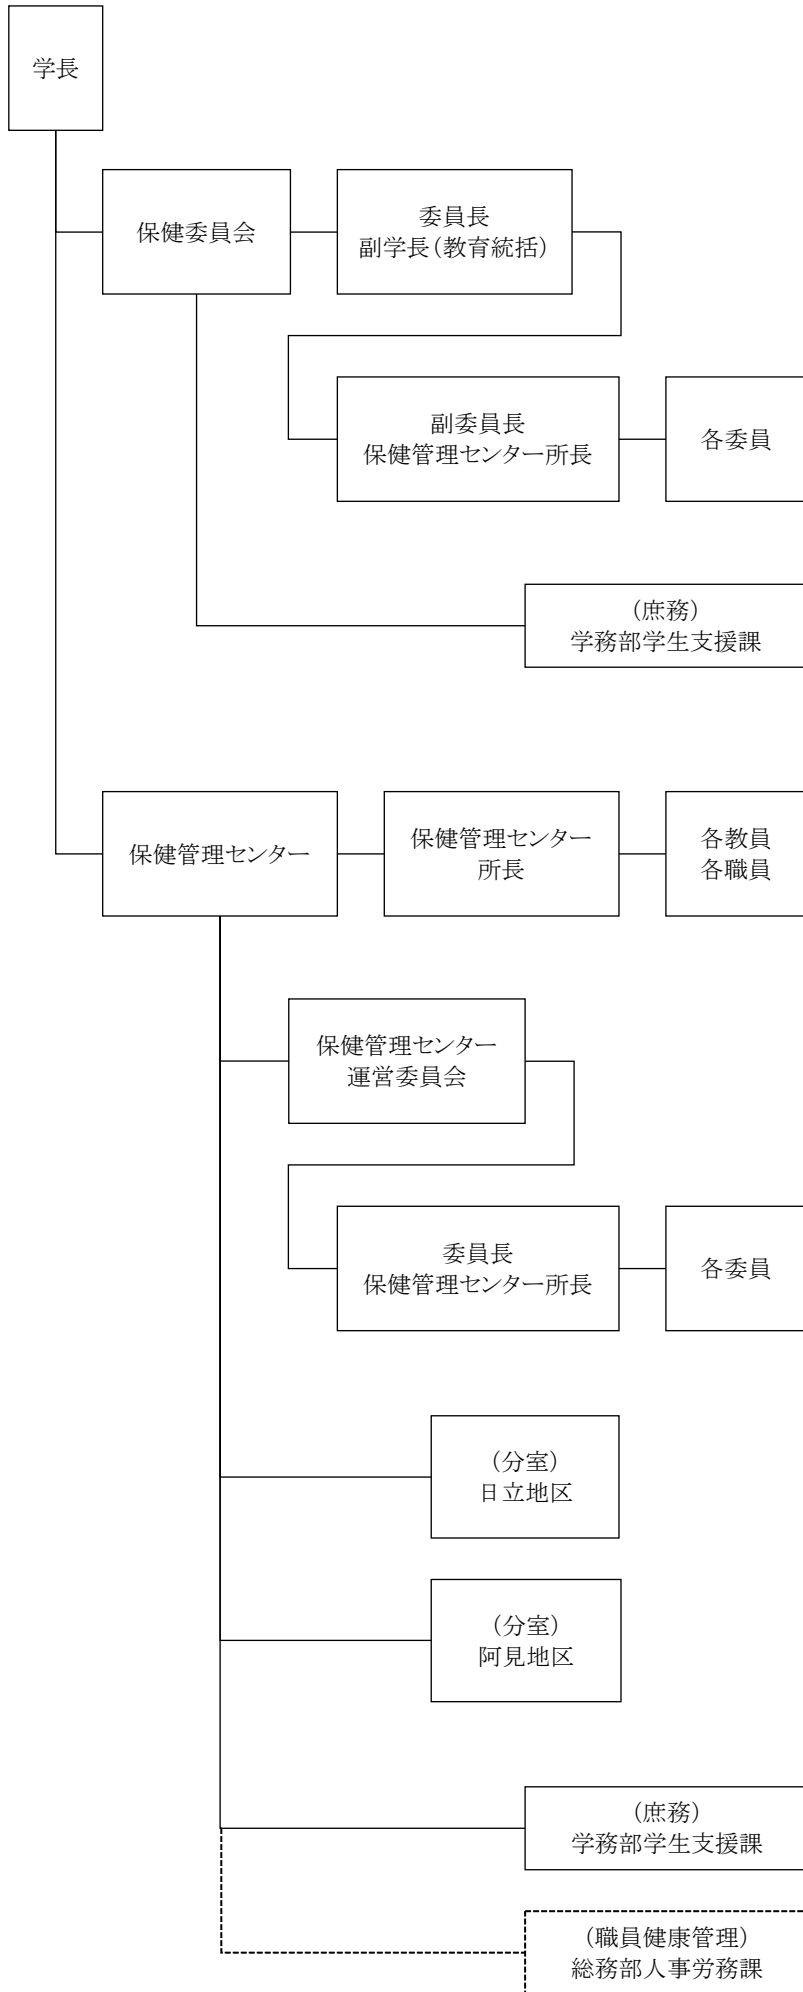 学長
保健委員会
委員長
副学長（教育統括）
副委員長
保健管理センター所長
各委員
（庶務）
学務部学生支援課
保健管理センター
保健管理センター
所長
各教員
各職員
保健管理センター
運営委員会
委員長
保健管理センター所長
各委員
（分室）
日立地区
（分室）
阿見地区
（庶務）
学務部学生支援課
（職員健康管理）
総務部人事労務課